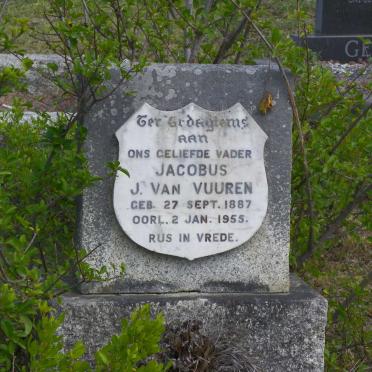 Ter Gedagtenis
aan
ONS GELIEFDE VADER
JACOBUS
J. VAN VUUREN
GEB. 27 SEPT. 1887
OORL. 2 JAN. 1955.
RUS IN VREDE.
GE